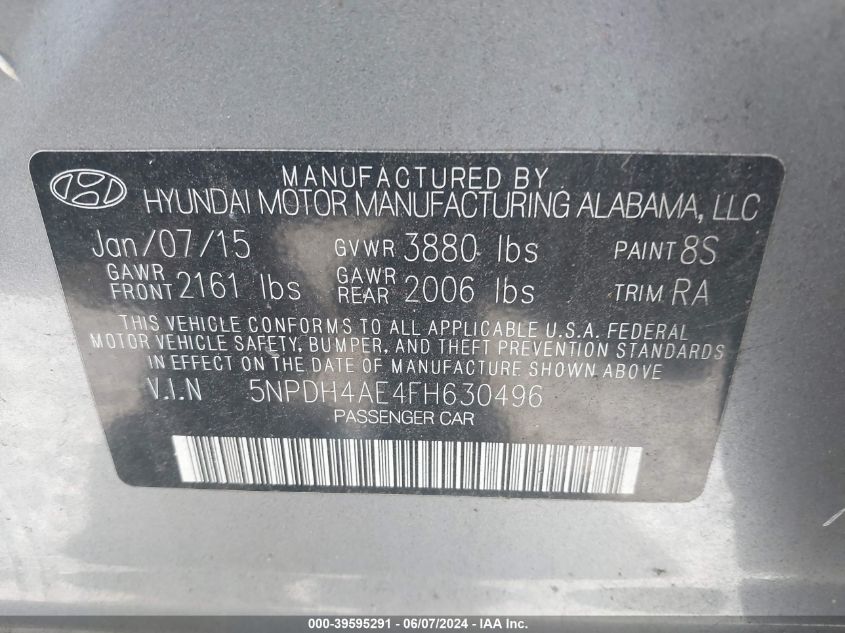 MANUFACTURED BY
HYUNDAI MOTOR MANUFACTURING ALABAMA, LLC
Jan/07/15 GVWR 3880 lbs PAINT 8S
GAWR FRONT 2161 lbs GAWR REAR 2006 lbs TRIM RA
THIS VEHICLE CONFORMS TO ALL APPLICABLE U.S.A. FEDERAL
MOTOR VEHICLE SAFETY, BUMPER, AND THEFT PREVENTION STANDARDS
IN EFFECT ON THE DATE OF MANUFACTURE SHOWN ABOVE
V.I.N 5NPDH4AE4FH630496
PASSENGER CAR
000-39595291 - 06/07/2024 - IAA Inc.